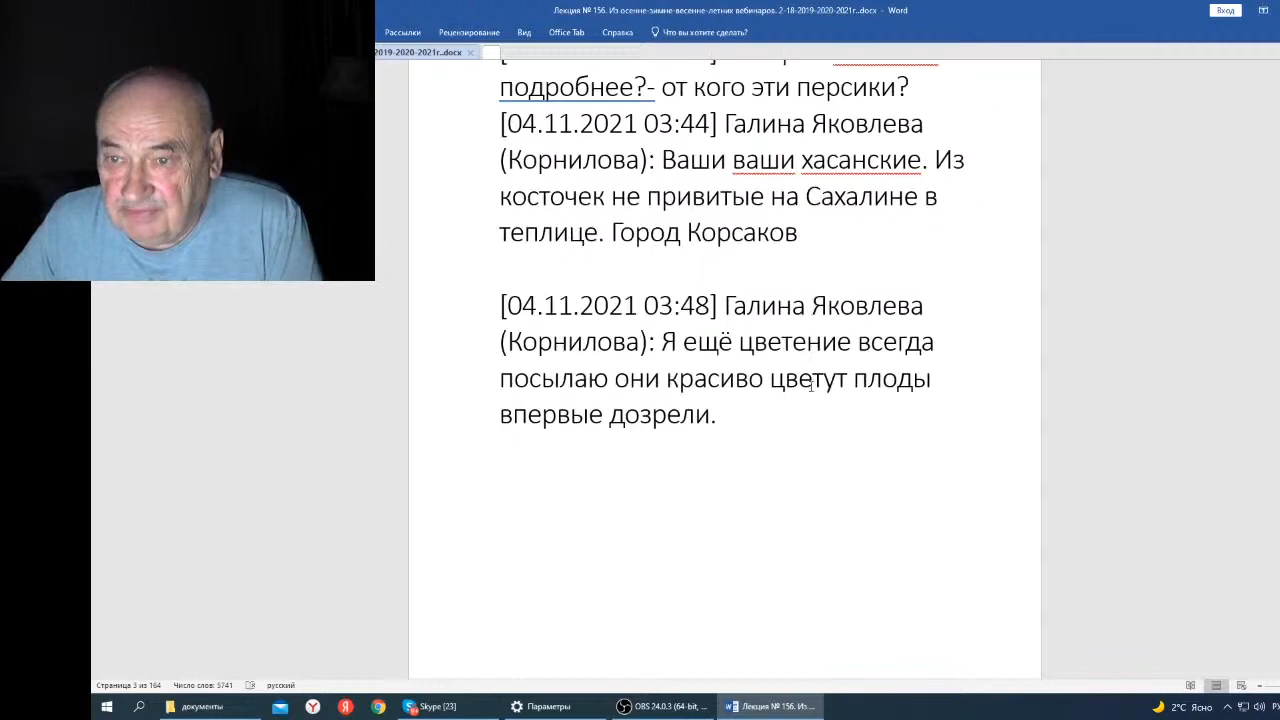 Лекция № 156. Из осенне-зимне-весенне-летних вебинаров. 2-18-2019-2020-2021г..docx - Word
Вход
Рассылки Рецензирование Вид Office Tab Справка Что вы хотите сделать?
2019-2020-2021г..docx
подробнее?- от кого эти персики?
[04.11.2021 03:44] Галина Яковлева
(Корнилова): Ваши ваши хасанские. Из
косточек не привитые на Сахалине в
теплице. Город Корсаков
[04.11.2021 03:48] Галина Яковлева
(Корнилова): Я ещё цветение всегда
посылаю они красиво цветут плоды
впервые дозрели.
Страница 3 из 164 Число слов: 5741 русский
документы Skype [23] Параметры OBS 24.0.3 (64-bit, ... Лекция № 156. Из ... 2°C Ясно